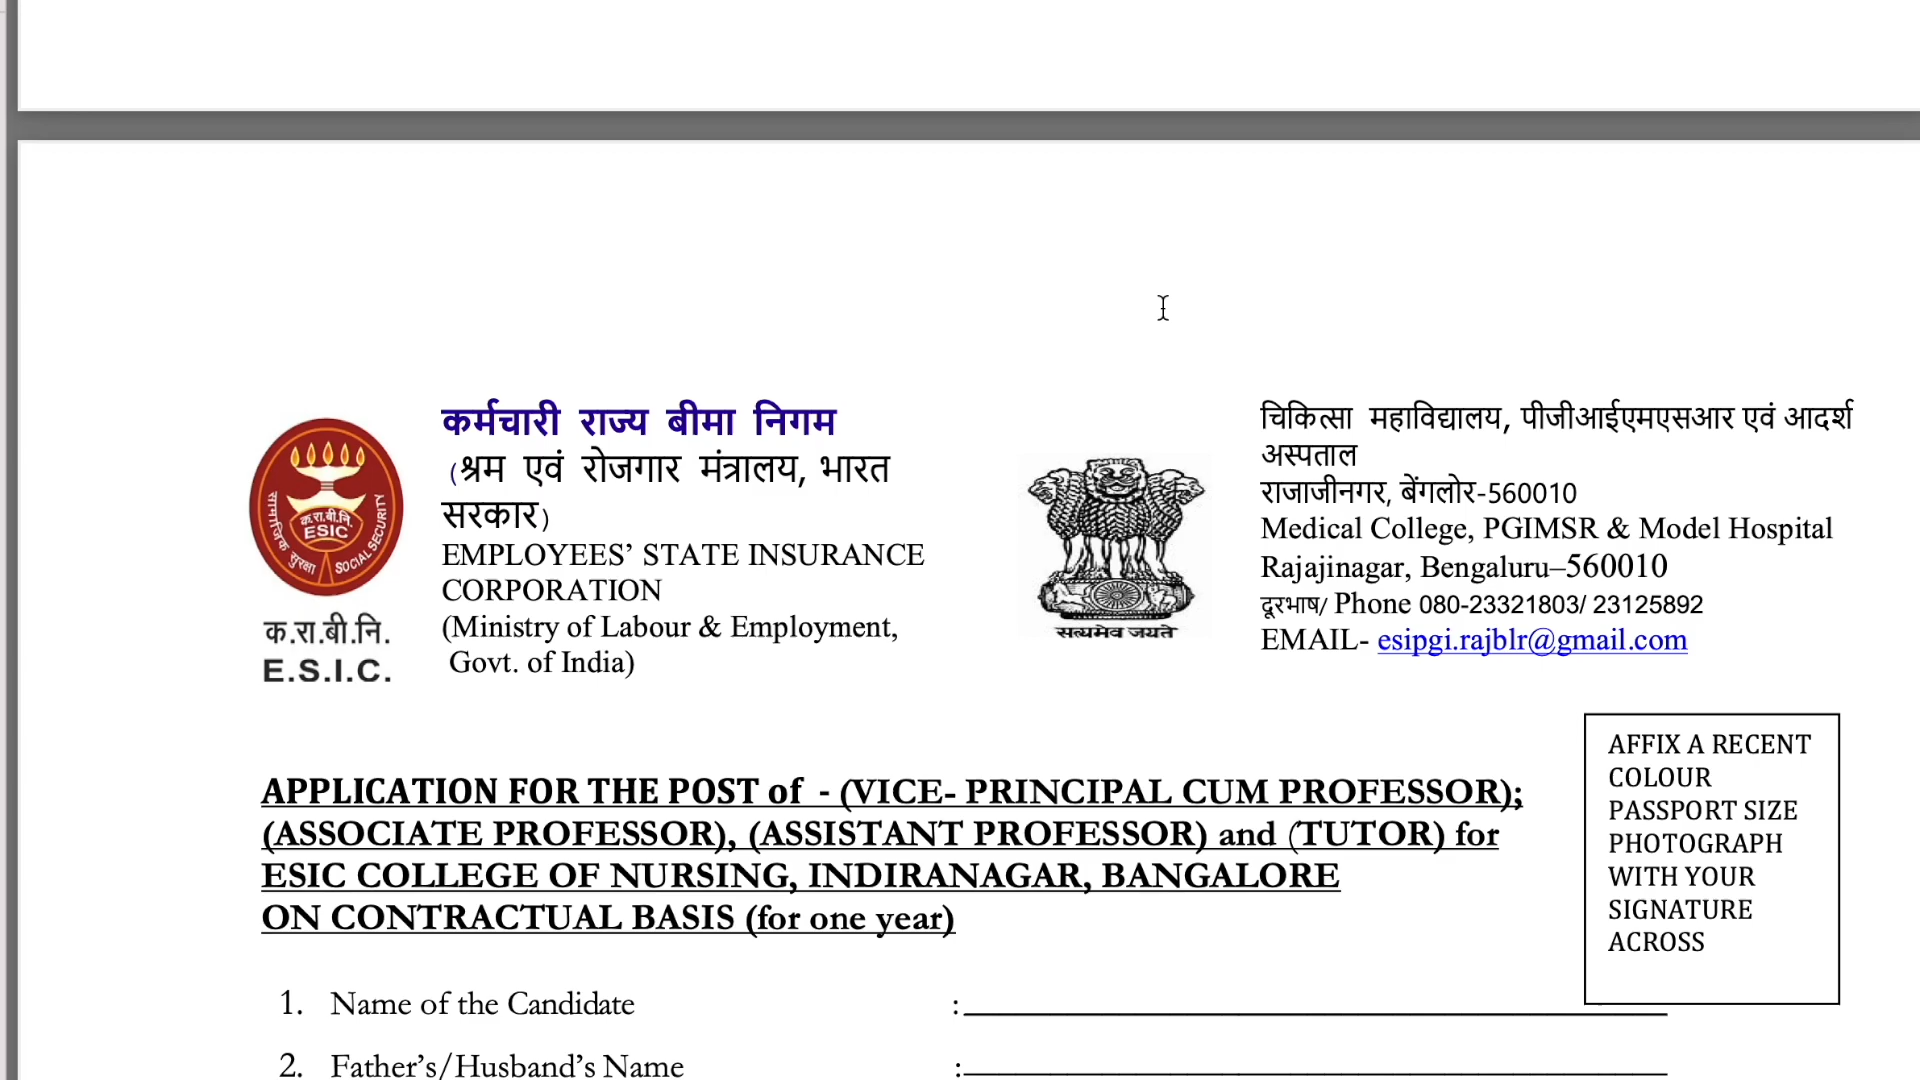 कर्मचारी राज्य बीमा निगम
(श्रम एवं रोजगार मंत्रालय, भारत
सरकार)
EMPLOYEES’ STATE INSURANCE
CORPORATION
(Ministry of Labour & Employment,
Govt. of India)
सामाजिक सुरक्षा
क.रा.बी.नि.
ESIC
SOCIAL SECURITY
क.रा.बी.नि.
E.S.I.C.
सत्यमेव जयते
चिकित्सा महाविद्यालय, पीजीआईएमएसआर एवं आदर्श
अस्पताल
राजाजीनगर, बेंगलोर-560010
Medical College, PGIMSR & Model Hospital
Rajajinagar, Bengaluru–560010
दूरभाष/ Phone 080-23321803/ 23125892
EMAIL- esipgi.rajblr@gmail.com
AFFIX A RECENT
COLOUR
PASSPORT SIZE
PHOTOGRAPH
WITH YOUR
SIGNATURE
ACROSS
APPLICATION FOR THE POST of - (VICE- PRINCIPAL CUM PROFESSOR);
(ASSOCIATE PROFESSOR), (ASSISTANT PROFESSOR) and (TUTOR) for
ESIC COLLEGE OF NURSING, INDIRANAGAR, BANGALORE
ON CONTRACTUAL BASIS (for one year)
1. Name of the Candidate :
2. Father’s/Husband’s Name :